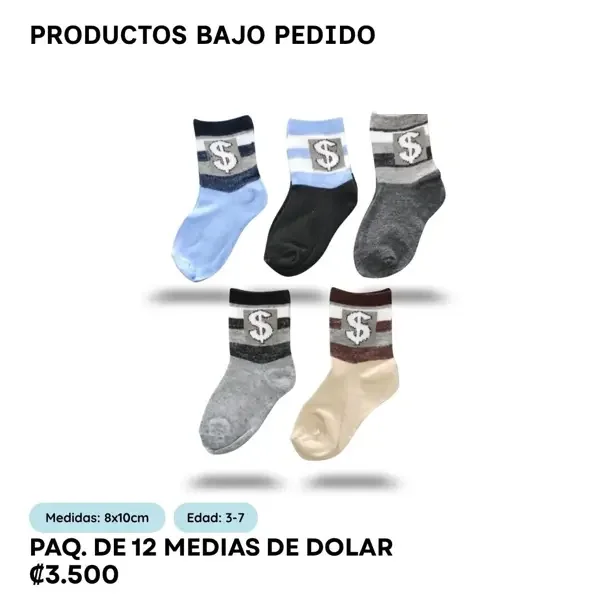 PRODUCTOS BAJO PEDIDO
$ $ $
$ $
Medidas: 8x10cm Edad: 3-7
PAQ. DE 12 MEDIAS DE DOLAR
₡3.500